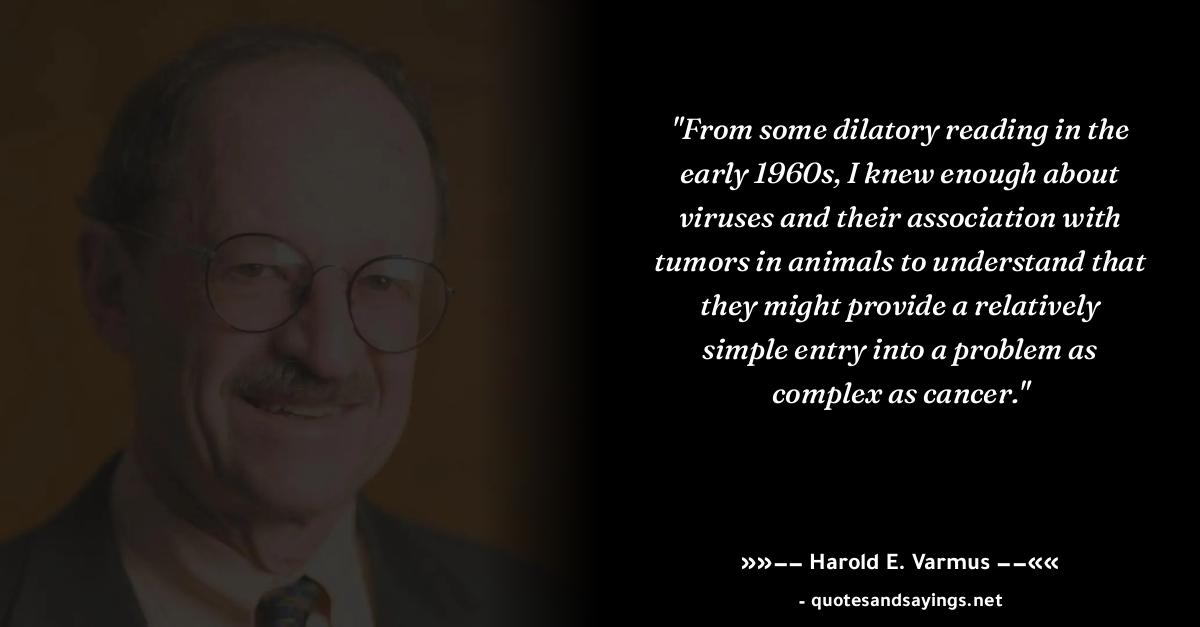 "From some dilatory reading in the
early 1960s, I knew enough about
viruses and their association with
tumors in animals to understand that
they might provide a relatively
simple entry into a problem as
complex as cancer."
»»–– Harold E. Varmus ––««
- quotesandsayings.net